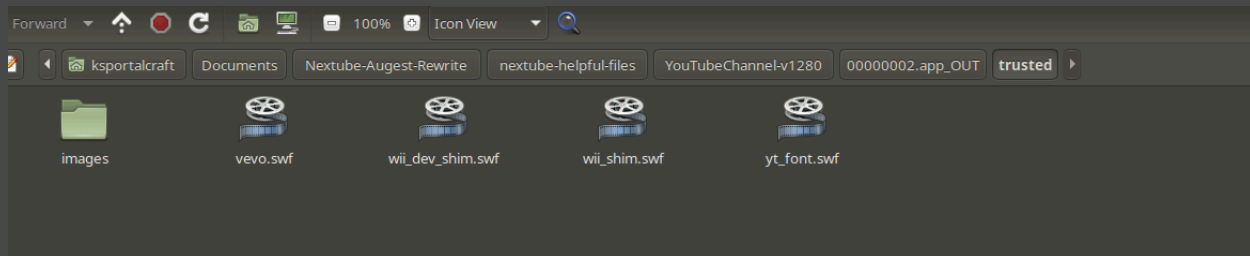 Forward 100% Icon View
ksportalcraft Documents Nextube-Augest-Rewrite nextube-helpful-files YouTubeChannel-v1280 00000002.app_OUT trusted
images vevo.swf wii_dev_shim.swf wii_shim.swf yt_font.swf